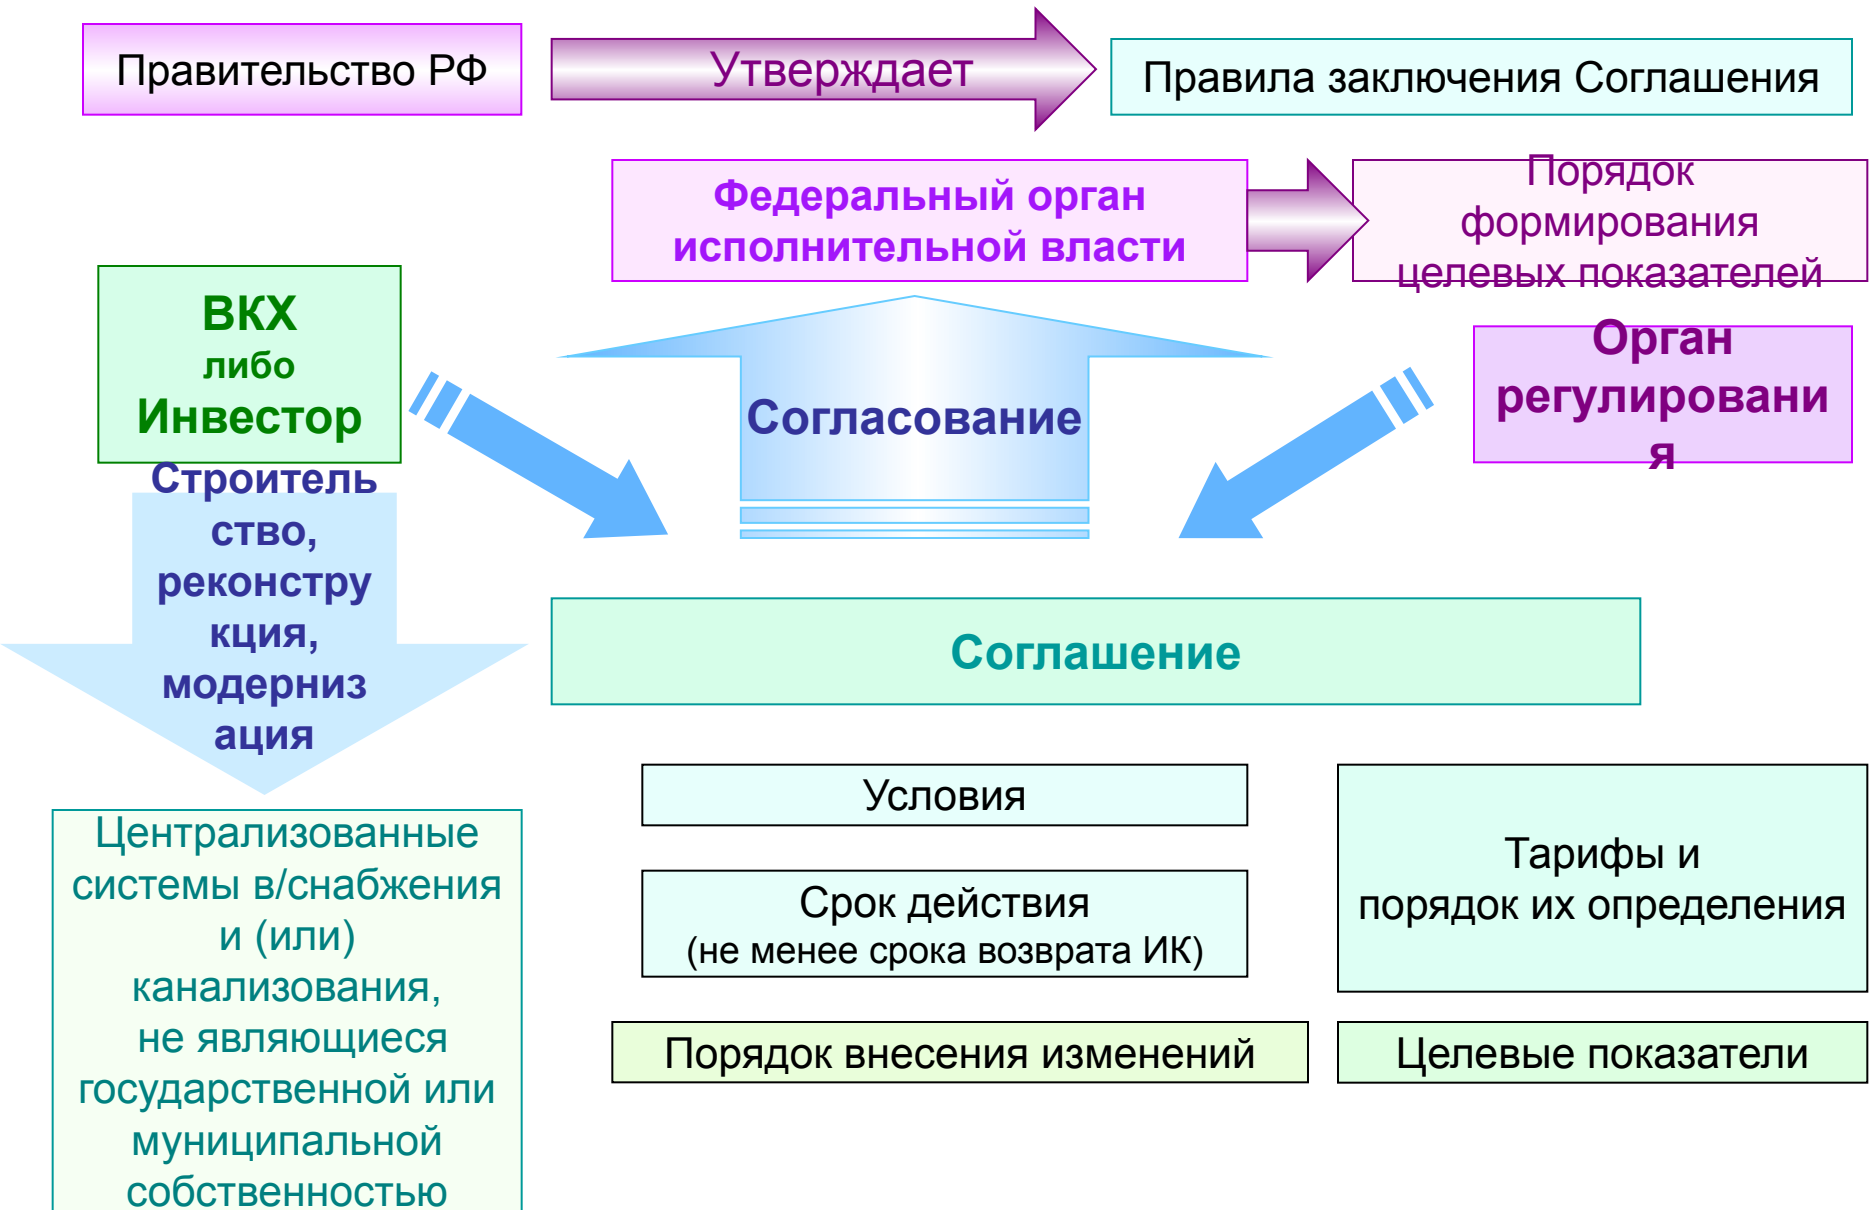 Правительство РФ
Утверждает
Правила заключения Соглашения
Федеральный орган
исполнительной власти
Порядок
формирования
целевых показателей
ВКХ
либо
Инвестор
Согласование
Орган
регулировани
я
Строитель
ство,
реконстру
кция,
модерниз
ация
Соглашение
Условия
Срок действия
(не менее срока возврата ИК)
Тарифы и
порядок их определения
Порядок внесения изменений
Целевые показатели
Централизованные
системы в/снабжения
и (или)
канализования,
не являющиеся
государственной или
муниципальной
собственностью